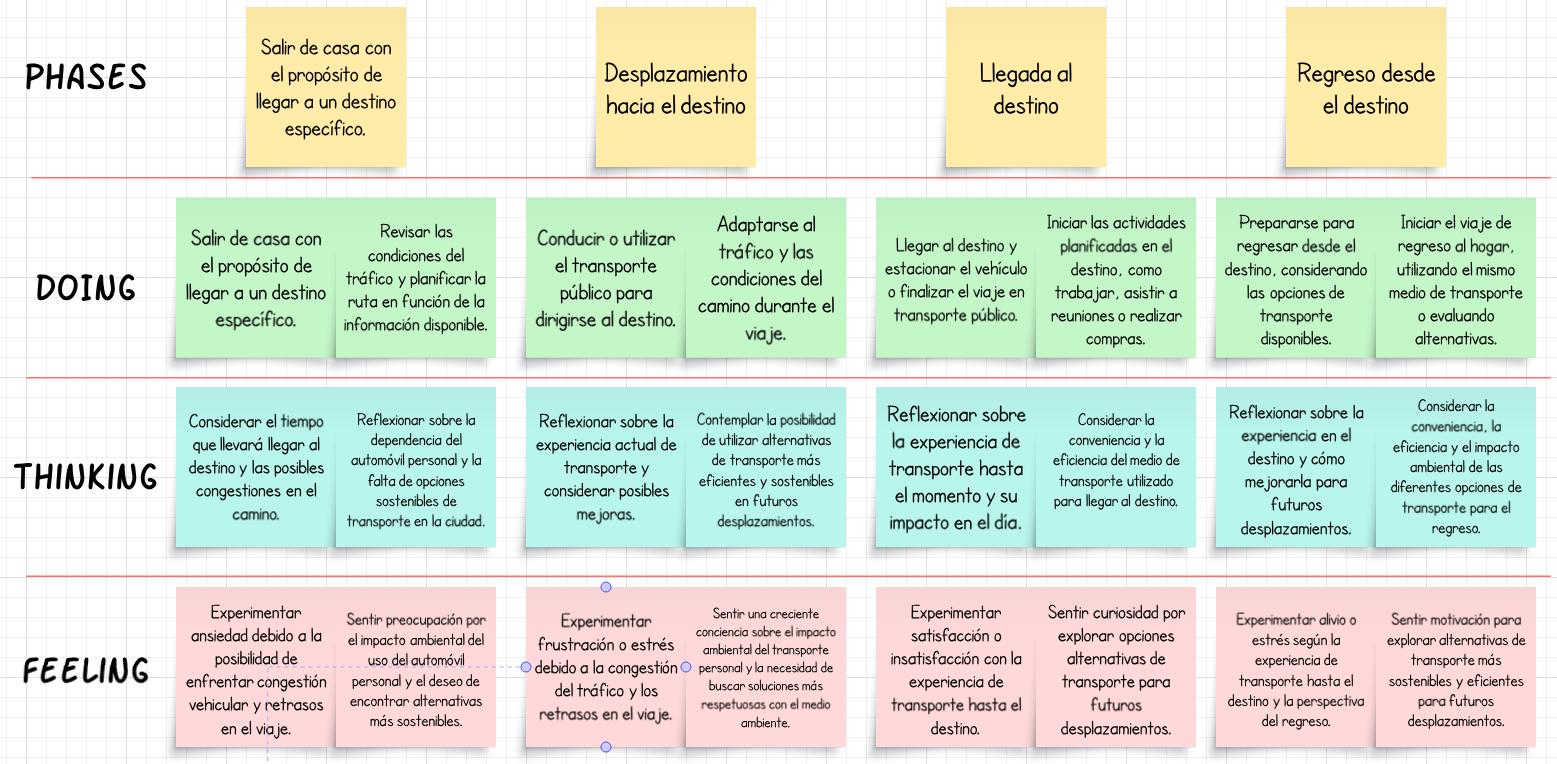 PHASES
Salir de casa con
el propósito de
llegar a un destino
específico.
Desplazamiento
hacia el destino
Llegada al
destino
Regreso desde
el destino
DOING
Salir de casa con
el propósito de
llegar a un destino
específico.
Revisar las
condiciones del
tráfico y planificar la
ruta en función de la
información disponible.
Conducir o utilizar
el transporte
público para
dirigirse al destino.
Adaptarse al
tráfico y las
condiciones del
camino durante el
viaje.
Llegar al destino y
estacionar el vehículo
o finalizar el viaje en
transporte público.
Iniciar las actividades
planificadas en el
destino, como
trabajar, asistir a
reuniones o realizar
compras.
Prepararse para
regresar desde el
destino, considerando
las opciones de
transporte
disponibles.
Iniciar el viaje de
regreso al hogar,
utilizando el mismo
medio de transporte
o evaluando
alternativas.
THINKING
Considerar el tiempo
que llevará llegar al
destino y las posibles
congestiones en el
camino.
Reflexionar sobre la
dependencia del
automóvil personal y la
falta de opciones
sostenibles de
transporte en la ciudad.
Reflexionar sobre la
experiencia actual de
transporte y
considerar posibles
mejoras.
Contemplar la posibilidad
de utilizar alternativas
de transporte más
eficientes y sostenibles
en futuros
desplazamientos.
Reflexionar sobre
la experiencia de
transporte hasta
el momento y su
impacto en el día.
Considerar la
conveniencia y la
eficiencia del medio de
transporte utilizado
para llegar al destino.
Reflexionar sobre la
experiencia en el
destino y cómo
mejorarla para
futuros
desplazamientos.
Considerar la
conveniencia, la
eficiencia y el impacto
ambiental de las
diferentes opciones de
transporte para el
regreso.
FEELING
Experimentar
ansiedad debido a la
posibilidad de
enfrentar congestión
vehicular y retrasos
en el viaje.
Sentir preocupación por
el impacto ambiental del
uso del automóvil
personal y el deseo de
encontrar alternativas
más sostenibles.
Experimentar
frustración o estrés
debido a la congestión
del tráfico y los
retrasos en el viaje.
Sentir una creciente
conciencia sobre el impacto
ambiental del transporte
personal y la necesidad de
buscar soluciones más
respetuosas con el medio
ambiente.
Experimentar
satisfacción o
insatisfacción con la
experiencia de
transporte hasta el
destino.
Sentir curiosidad por
explorar opciones
alternativas de
transporte para
futuros
desplazamientos.
Experimentar alivio o
estrés según la
experiencia de
transporte hasta el
destino y la perspectiva
del regreso.
Sentir motivación para
explorar alternativas de
transporte más
sostenibles y eficientes
para futuros
desplazamientos.